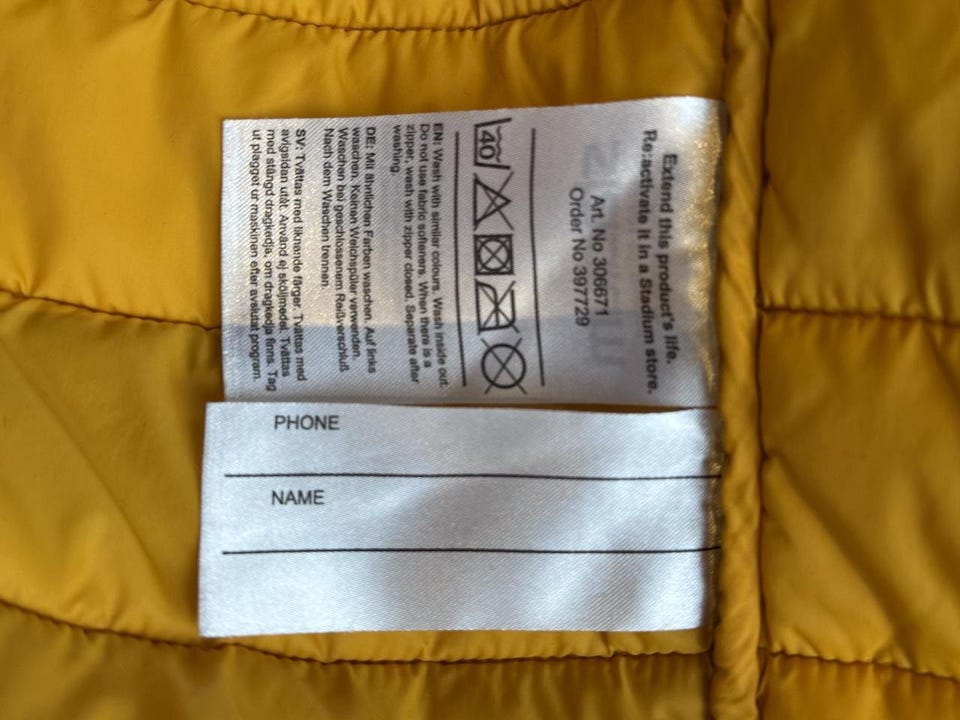 Extend this product's life.
Re:activate it in a Stadium store.
Art. No 306671
Order No 397729
40
EN: Wash with similar colours. Wash inside out.
Do not use fabric softeners. When there is a
zipper, wash with zipper closed. Separate after
washing.
DE: Mit ähnlichen Farben waschen. Auf links
waschen. Keinen Weichspüler verwenden.
Waschen bei geschlossenem Reißverschluß
Nach dem Waschen trennen.
SV: Tvättas med liknande färger. Tvättas med
avigsidan utåt. Använd ej sköljmedel. Tvättas
med stängd dragkedja, om dragkedja finns. Tag
ut plagget ur maskinen efter avslutat program.
PHONE
NAME